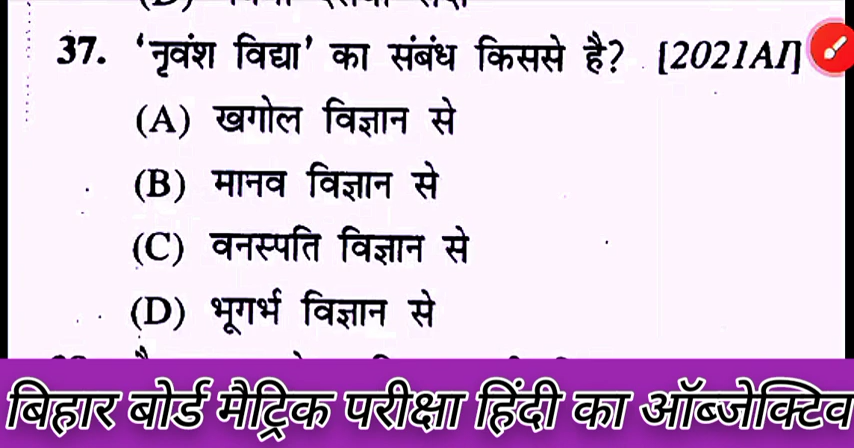 37. ‘नृवंश विद्या’ का संबंध किससे है? [2021AI]
(A) खगोल विज्ञान से
(B) मानव विज्ञान से
(C) वनस्पति विज्ञान से
(D) भूगर्भ विज्ञान से
बिहार बोर्ड मैट्रिक परीक्षा हिंदी का ऑब्जेक्टिव